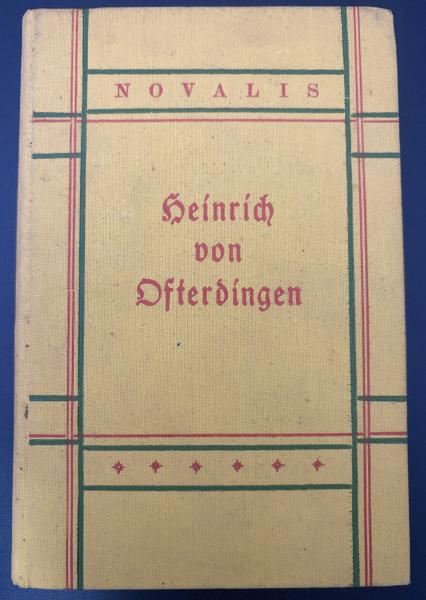 NOVALIS
Heinrich
von
Ofterdingen